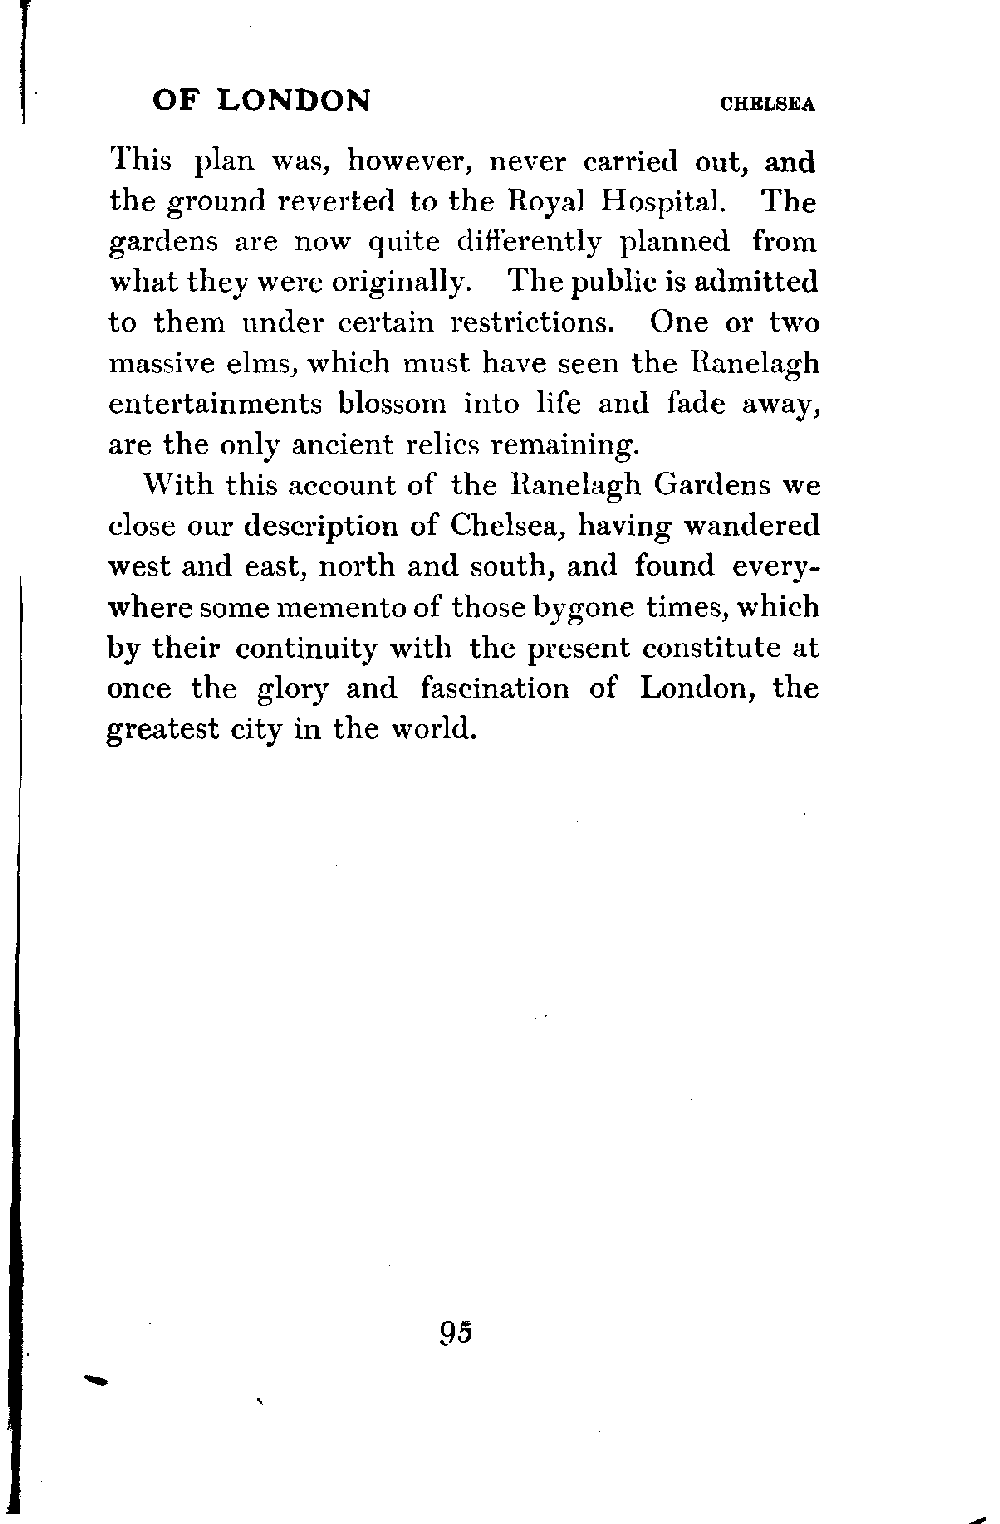 OF LONDON CHELSEA
This plan was, however, never carried out, and
the ground reverted to the Royal Hospital. The
gardens are now quite differently planned from
what they were originally. The public is admitted
to them under certain restrictions. One or two
massive elms, which must have seen the Ranelagh
entertainments blossom into life and fade away,
are the only ancient relics remaining.
With this account of the Ranelagh Gardens we
close our description of Chelsea, having wandered
west and east, north and south, and found every-
where some memento of those bygone times, which
by their continuity with the present constitute at
once the glory and fascination of London, the
greatest city in the world.
95